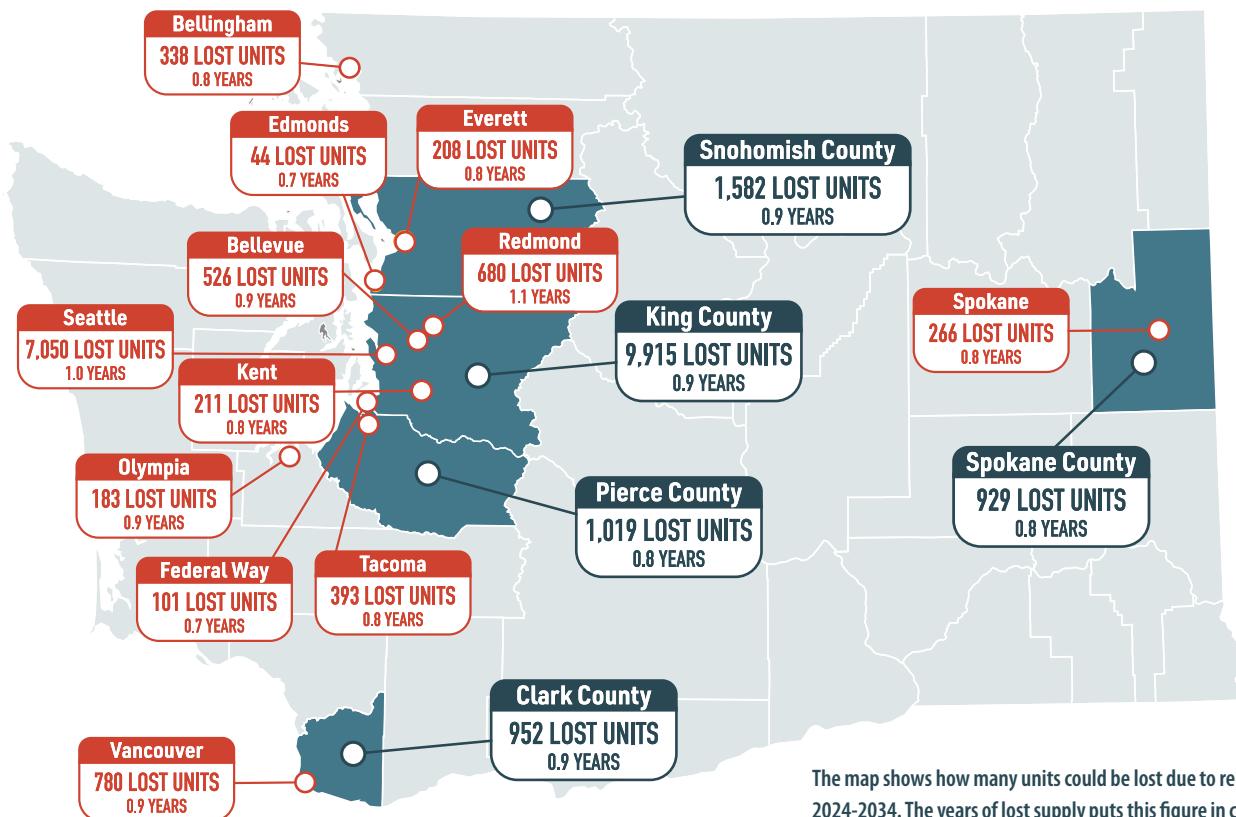 Bellingham
338 LOST UNITS
0.8 YEARS
Edmonds
44 LOST UNITS
0.7 YEARS
Everett
208 LOST UNITS
0.8 YEARS
Snohomish County
1,582 LOST UNITS
0.9 YEARS
Bellevue
526 LOST UNITS
0.9 YEARS
Redmond
680 LOST UNITS
1.1 YEARS
Seattle
7,050 LOST UNITS
1.0 YEARS
King County
9,915 LOST UNITS
0.9 YEARS
Spokane
266 LOST UNITS
0.8 YEARS
Kent
211 LOST UNITS
0.8 YEARS
Olympia
183 LOST UNITS
0.9 YEARS
Pierce County
1,019 LOST UNITS
0.8 YEARS
Spokane County
929 LOST UNITS
0.8 YEARS
Federal Way
101 LOST UNITS
0.7 YEARS
Tacoma
393 LOST UNITS
0.8 YEARS
Clark County
952 LOST UNITS
0.9 YEARS
Vancouver
780 LOST UNITS
0.9 YEARS
The map shows how many units could be lost due to re
2024-2034. The years of lost supply puts this figure in c